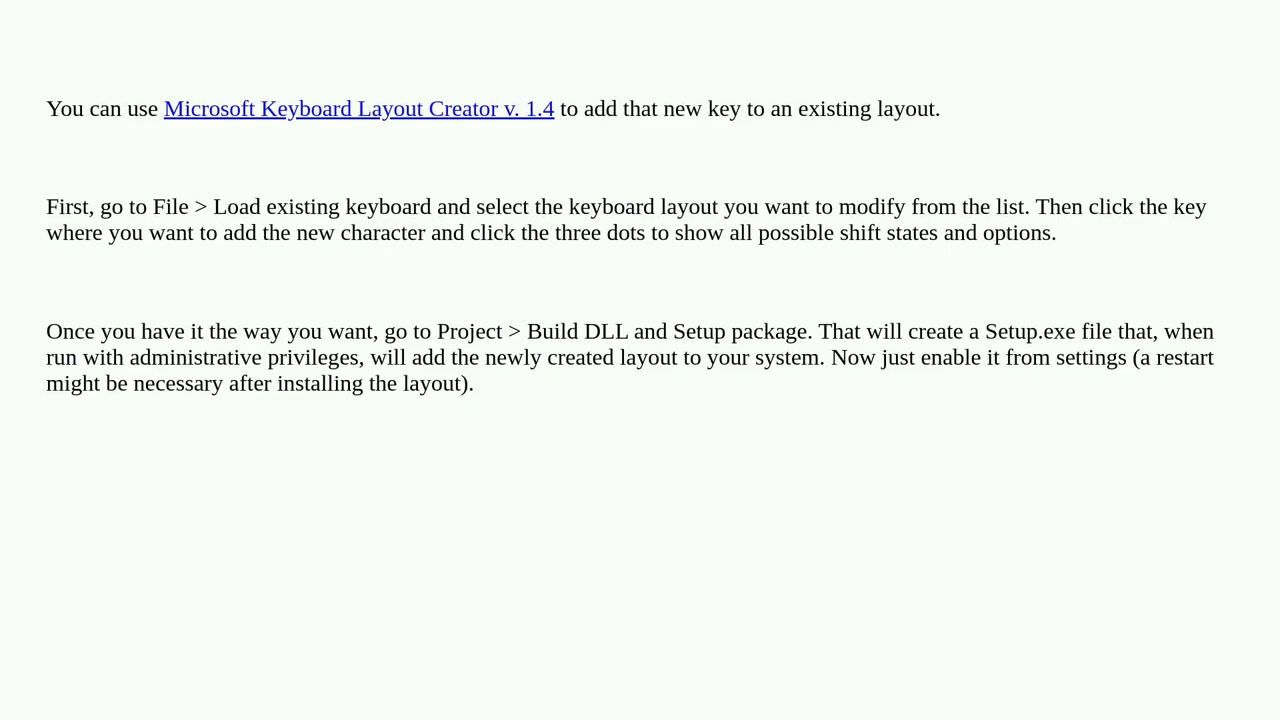 You can use Microsoft Keyboard Layout Creator v. 1.4 to add that new key to an existing layout.
First, go to File > Load existing keyboard and select the keyboard layout you want to modify from the list. Then click the key
where you want to add the new character and click the three dots to show all possible shift states and options.
Once you have it the way you want, go to Project > Build DLL and Setup package. That will create a Setup.exe file that, when
run with administrative privileges, will add the newly created layout to your system. Now just enable it from settings (a restart
might be necessary after installing the layout).